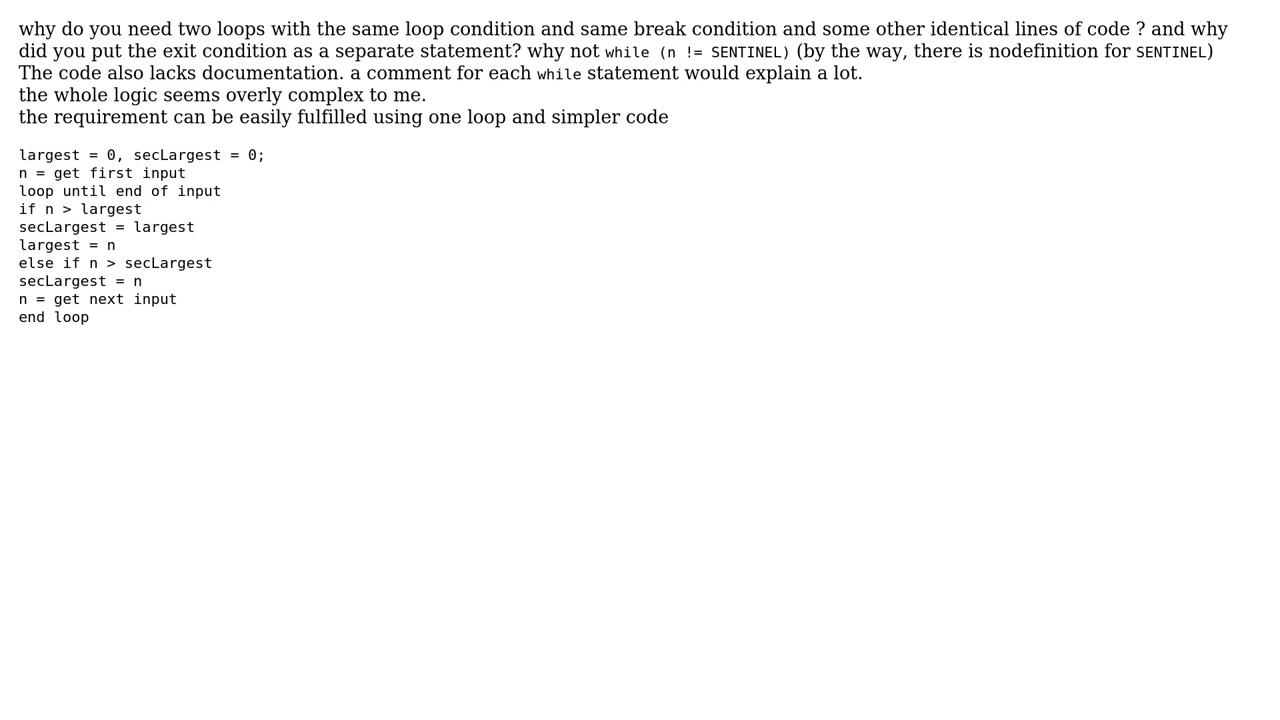 why do you need two loops with the same loop condition and same break condition and some other identical lines of code ? and why
did you put the exit condition as a separate statement? why not while (n != SENTINEL) (by the way, there is nodefinition for SENTINEL)
The code also lacks documentation. a comment for each while statement would explain a lot.
the whole logic seems overly complex to me.
the requirement can be easily fulfilled using one loop and simpler code
largest = 0, secLargest = 0;
n = get first input
loop until end of input
if n > largest
secLargest = largest
largest = n
else if n > secLargest
secLargest = n
n = get next input
end loop